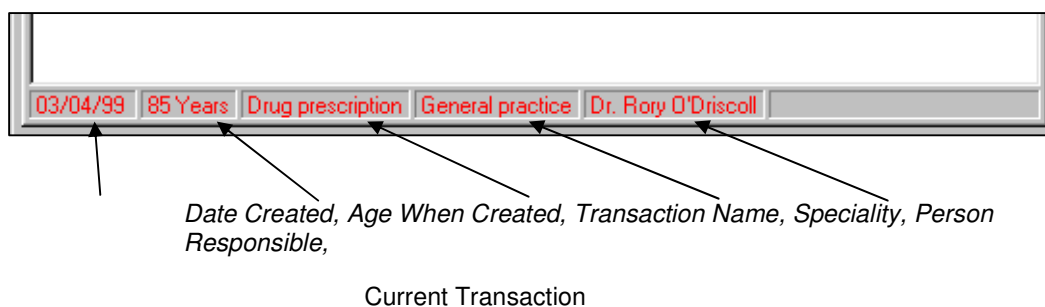 03/04/99 85 Years Drug prescription General practice Dr. Rory O'Driscoll
Date Created, Age When Created, Transaction Name, Speciality, Person
Responsible,
Current Transaction